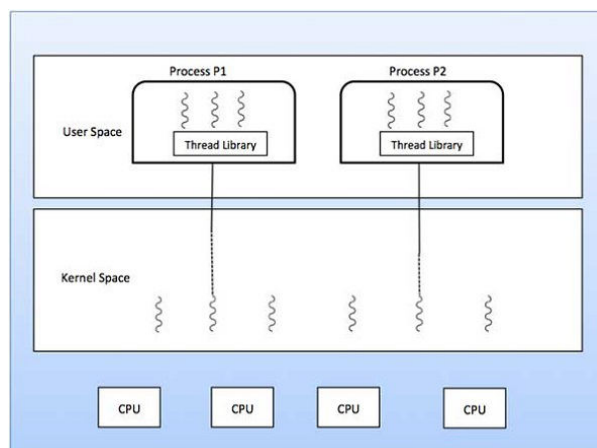 Process P1
Process P2
User Space
Thread Library
Thread Library
Kernel Space
CPU
CPU
CPU
CPU